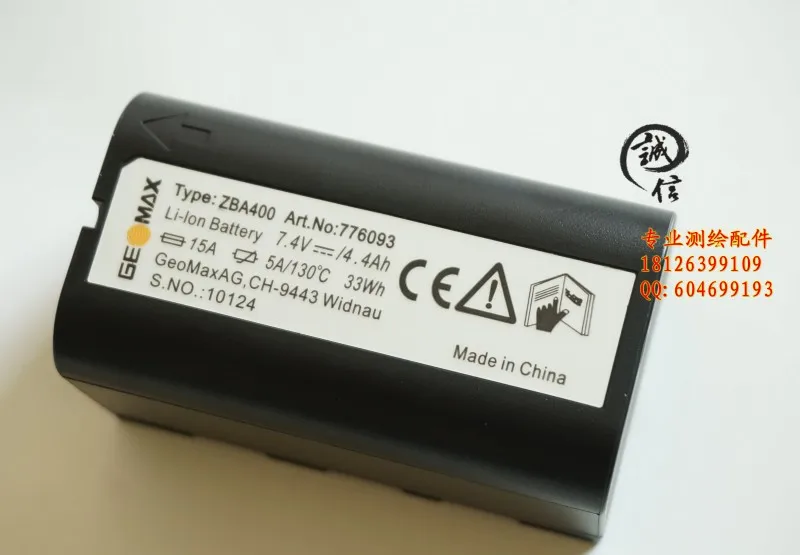 GEOMAX
Type: ZBA400 Art.No:776093
Li-Ion Battery 7.4V⎓/4.4Ah
15A 5A/130℃ 33Wh
GeoMaxAG,CH-9443 Widnau
S.NO.:10124
CE
Made in China
誠信
专业测绘配件
18126399109
QQ:604699193